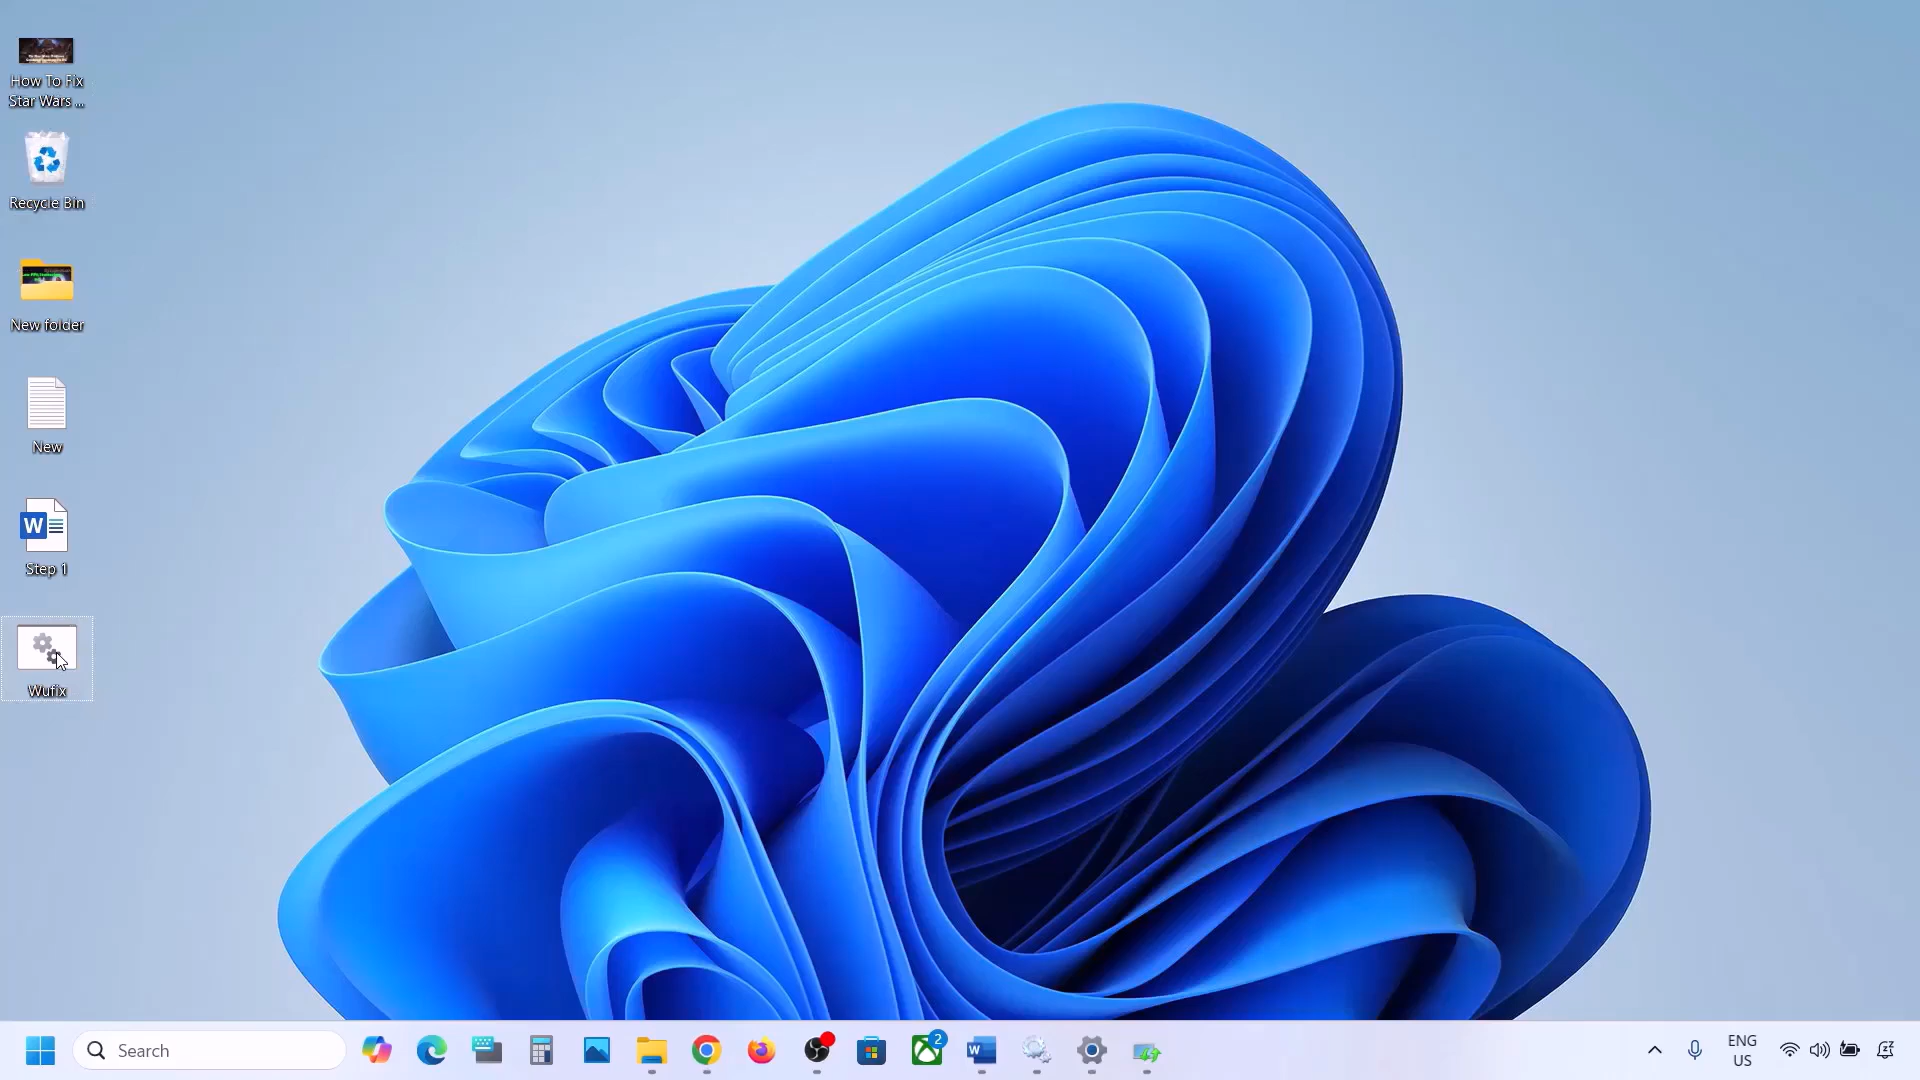 How To Fix
Star Wars ...
Recycle Bin
New folder
New
W
Step 1
Wufix
Search
2
W
ENG
US